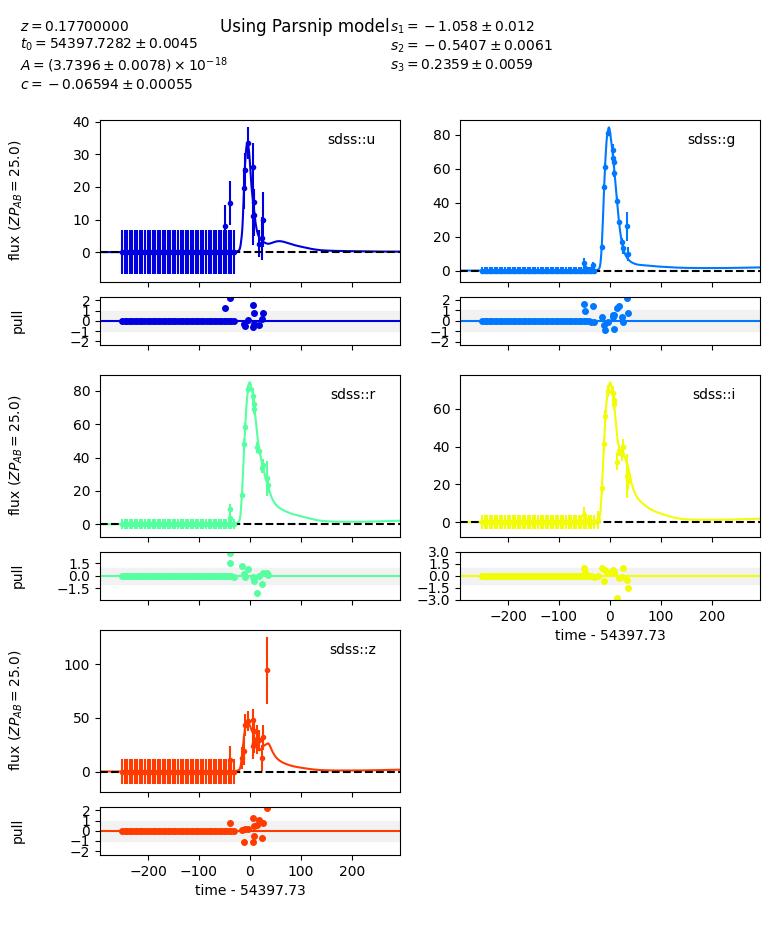 Using Parsnip model
z = 0.17700000
t0 = 54397.7282 ± 0.0045
A = (3.7396 ± 0.0078) × 10^−18
c = −0.06594 ± 0.00055
s1 = −1.058 ± 0.012
s2 = −0.5407 ± 0.0061
s3 = 0.2359 ± 0.0059
sdss::u
flux (ZP_AB = 25.0)
40
30
20
10
0
pull
2
1
0
−1
−2
sdss::g
80
60
40
20
0
2
1
0
−1
−2
sdss::r
flux (ZP_AB = 25.0)
80
60
40
20
0
pull
1.5
0.0
−1.5
sdss::i
60
40
20
0
3.0
1.5
0.0
−1.5
−3.0
−200 −100 0 100 200
time - 54397.73
sdss::z
flux (ZP_AB = 25.0)
100
50
0
pull
2
1
0
−1
−2
−200 −100 0 100 200
time - 54397.73